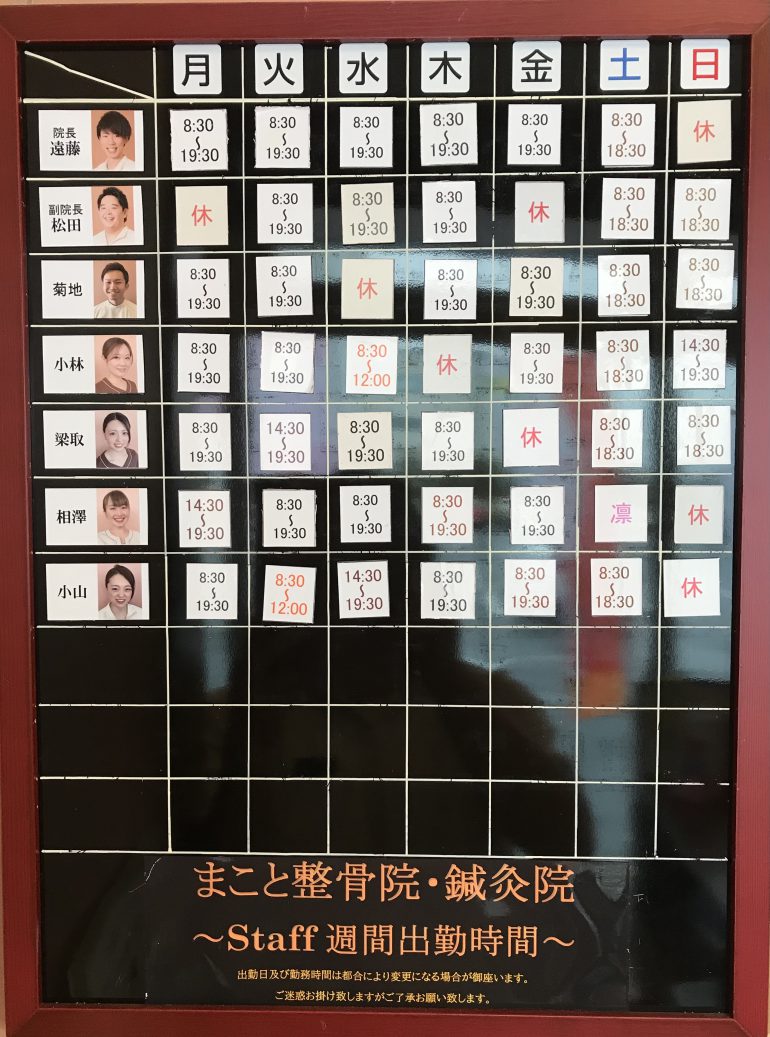 月 火 水 木 金 土 日
院長 遠藤 8:30〜19:30 8:30〜19:30 8:30〜19:30 8:30〜19:30 8:30〜19:30 8:30〜18:30 休
副院長 松田 休 8:30〜19:30 8:30〜19:30 8:30〜19:30 休 8:30〜18:30 8:30〜18:30
菊地 8:30〜19:30 8:30〜19:30 休 8:30〜19:30 8:30〜19:30 8:30〜18:30 8:30〜18:30
小林 8:30〜19:30 8:30〜19:30 8:30〜12:00 休 8:30〜19:30 8:30〜18:30 14:30〜19:30
梁取 8:30〜19:30 14:30〜19:30 8:30〜19:30 8:30〜19:30 休 8:30〜18:30 8:30〜18:30
相澤 14:30〜19:30 8:30〜19:30 8:30〜19:30 8:30〜19:30 8:30〜19:30 凛 休
小山 8:30〜19:30 8:30〜12:00 14:30〜19:30 8:30〜19:30 8:30〜19:30 8:30〜18:30 休
まこと整骨院・鍼灸院
〜Staff 週間出勤時間〜
出勤日及び勤務時間は都合により変更になる場合が御座います。
ご迷惑お掛け致しますがご了承お願い致します。